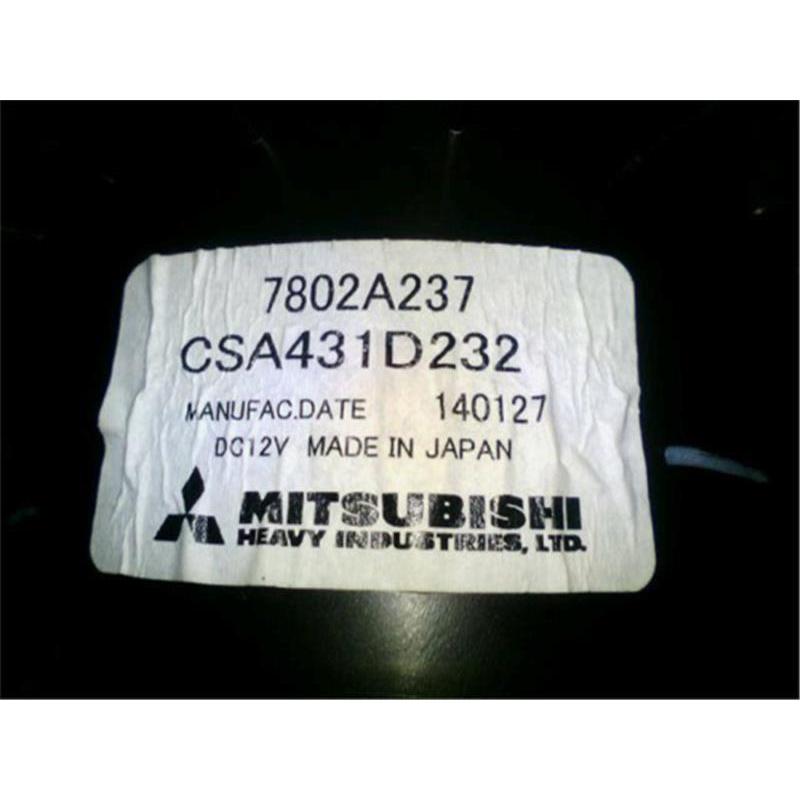 7802A237
CSA431D232
MANUFAC.DATE 140127
DC12V MADE IN JAPAN
MITSUBISHI
HEAVY INDUSTRIES, LTD.